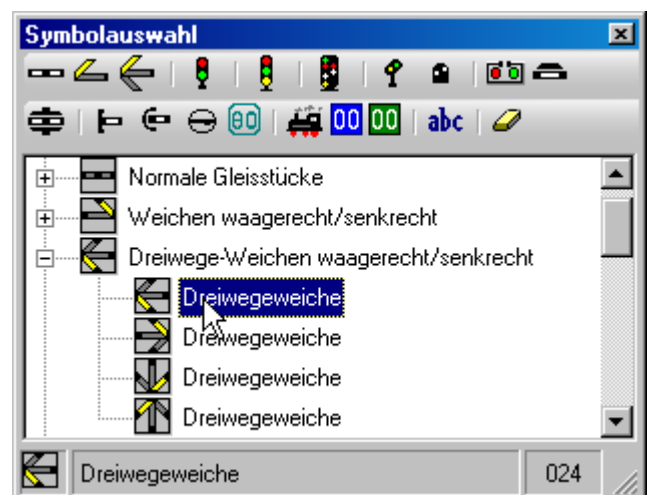 Symbolauswahl
80 00 00 abc
Normale Gleisstücke
Weichen waagerecht/senkrecht
Dreiwege-Weichen waagerecht/senkrecht
Dreiwegeweiche
Dreiwegeweiche
Dreiwegeweiche
Dreiwegeweiche
Dreiwegeweiche 024